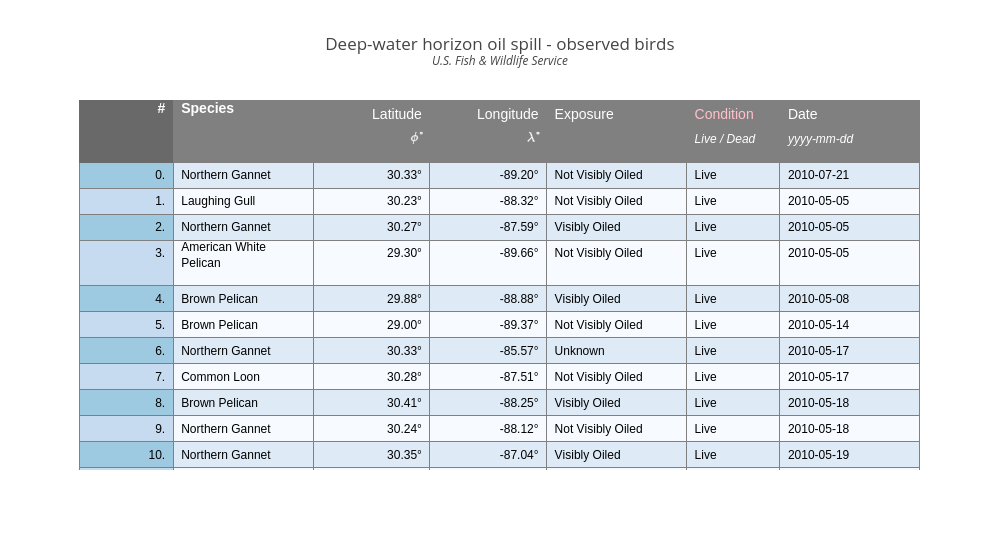 Deep-water horizon oil spill - observed birds
U.S. Fish & Wildlife Service
# Species Latitude Longitude Exposure Condition Date
ϕ° λ° Live / Dead yyyy-mm-dd
0. Northern Gannet 30.33° -89.20° Not Visibly Oiled Live 2010-07-21
1. Laughing Gull 30.23° -88.32° Not Visibly Oiled Live 2010-05-05
2. Northern Gannet 30.27° -87.59° Visibly Oiled Live 2010-05-05
3. American White Pelican 29.30° -89.66° Not Visibly Oiled Live 2010-05-05
4. Brown Pelican 29.88° -88.88° Visibly Oiled Live 2010-05-08
5. Brown Pelican 29.00° -89.37° Not Visibly Oiled Live 2010-05-14
6. Northern Gannet 30.33° -85.57° Unknown Live 2010-05-17
7. Common Loon 30.28° -87.51° Not Visibly Oiled Live 2010-05-17
8. Brown Pelican 30.41° -88.25° Visibly Oiled Live 2010-05-18
9. Northern Gannet 30.24° -88.12° Not Visibly Oiled Live 2010-05-18
10. Northern Gannet 30.35° -87.04° Visibly Oiled Live 2010-05-19